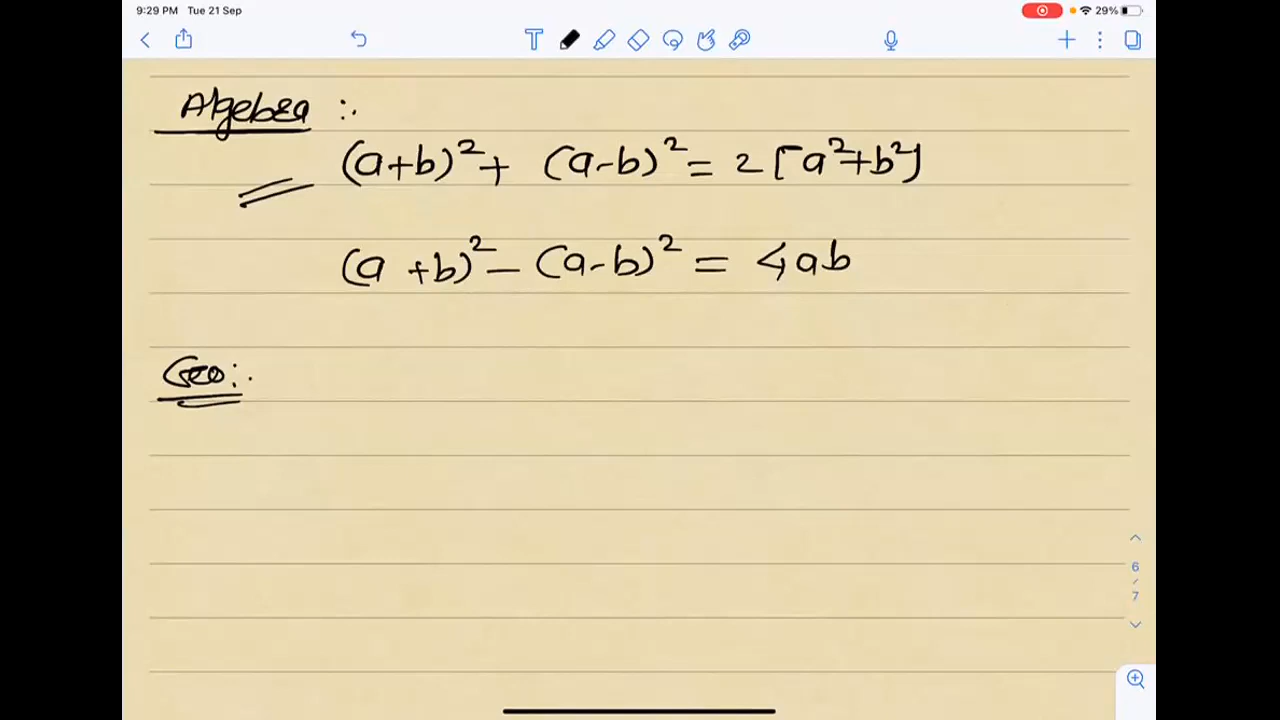 9:29 PM Tue 21 Sep
29%
Algebra :.
(a+b)²+ (a-b)² = 2[a²+b²]
(a +b)² - (a-b)² = 4ab
Geo:.
6
/
7